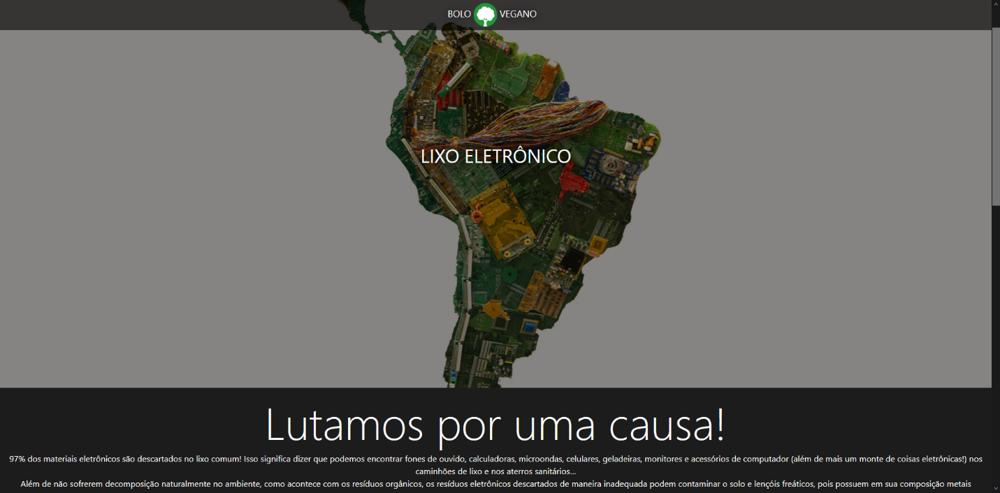 BOLO VEGANO
LIXO ELETRÔNICO
Lutamos por uma causa!
97% dos materiais eletrônicos são descartados no lixo comum! Isso significa dizer que podemos encontrar fones de ouvido, calculadoras, microondas, celulares, geladeiras, monitores e acessórios de computador (além de mais um monte de coisas eletrônicas!) nos
caminhões de lixo e nos aterros sanitários...
Além de não sofrerem decomposição naturalmente no ambiente, como acontece com os resíduos orgânicos, os resíduos eletrônicos descartados de maneira inadequada podem contaminar o solo e lençóis freáticos, pois possuem em sua composição metais